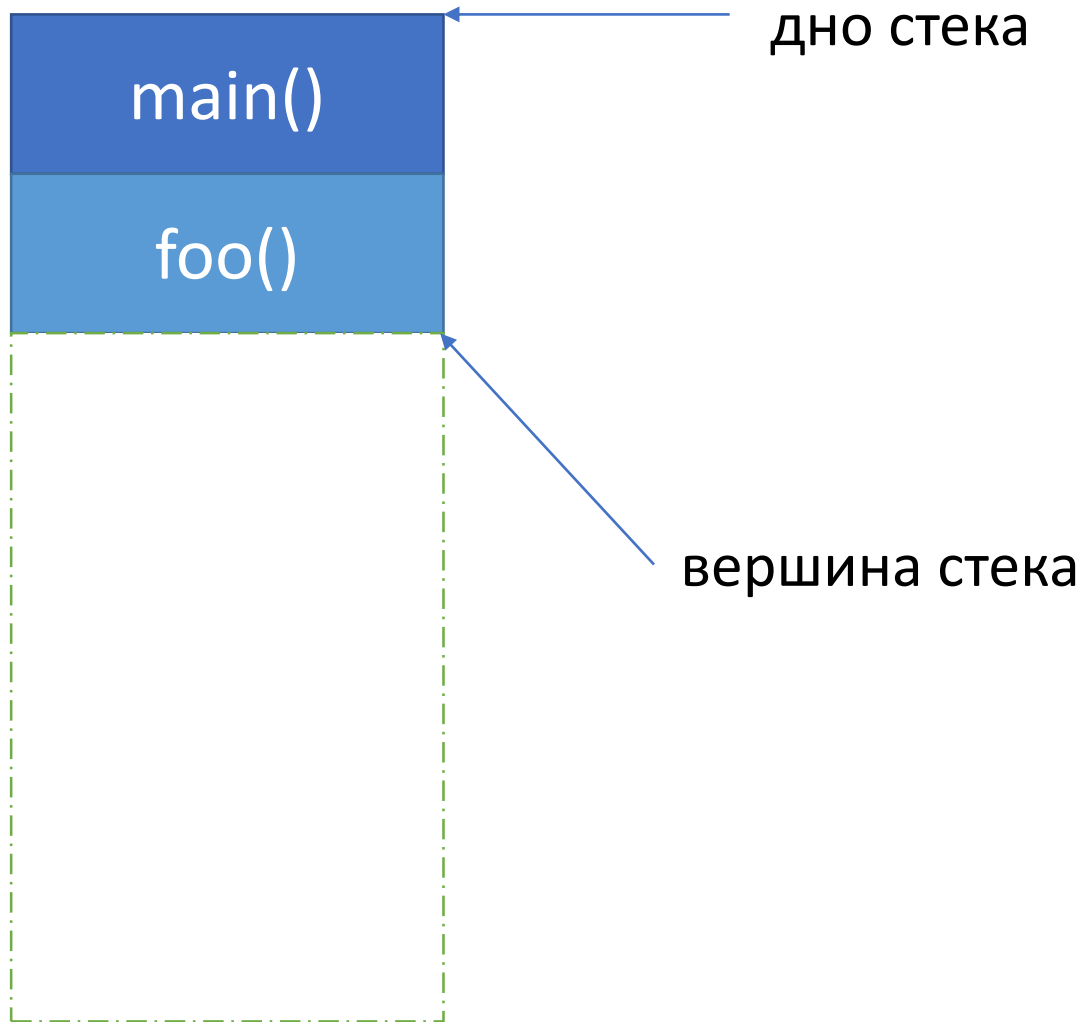 дно стека
main()
foo()
вершина стека